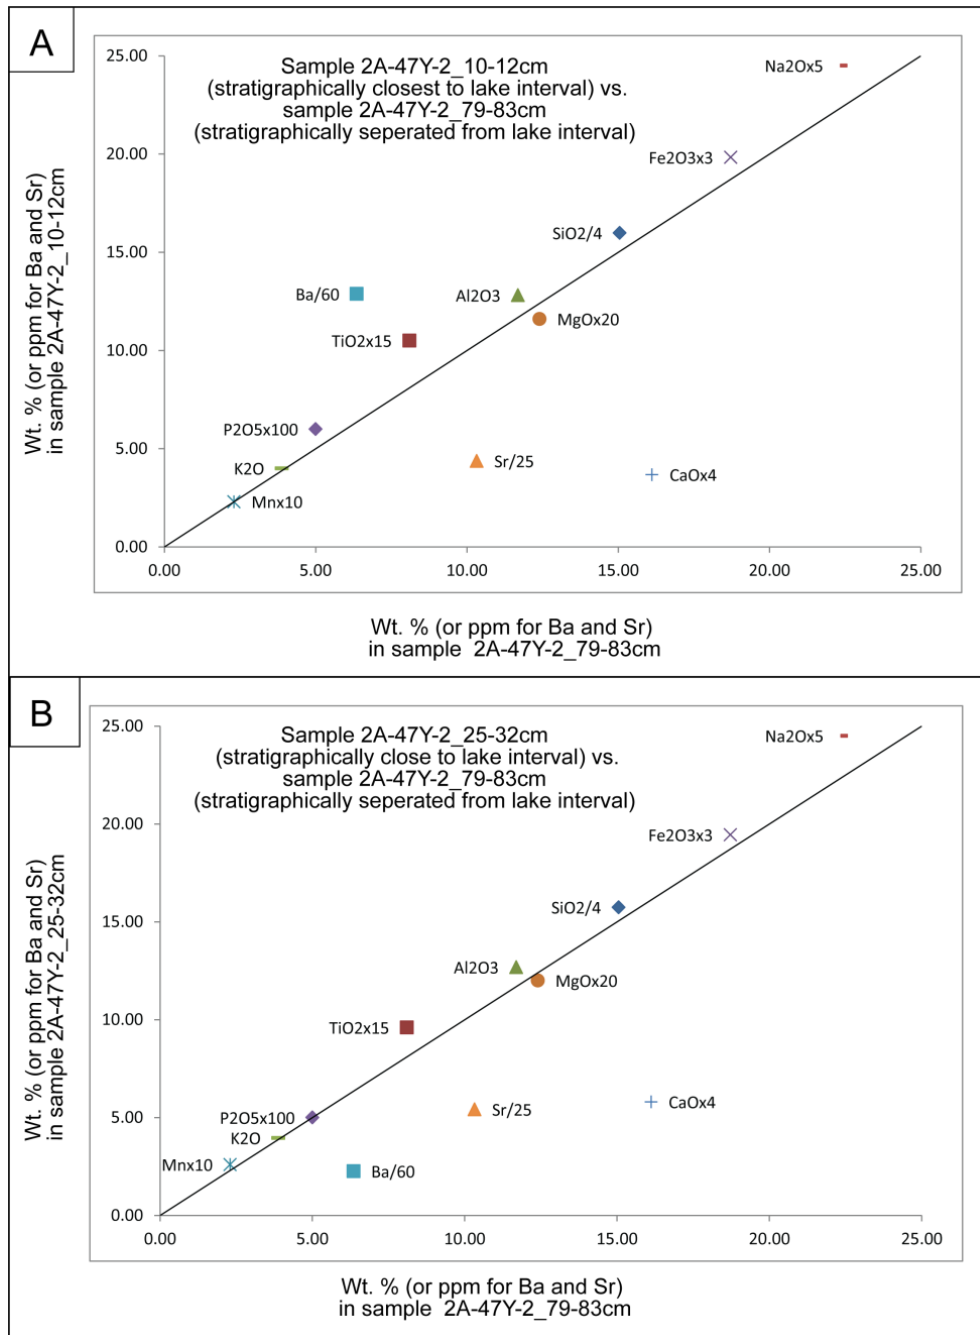 A
Sample 2A-47Y-2_10-12cm
(stratigraphically closest to lake interval) vs.
sample 2A-47Y-2_79-83cm
(stratigraphically seperated from lake interval)
25.00
20.00
15.00
10.00
5.00
0.00
Wt. % (or ppm for Ba and Sr)
in sample 2A-47Y-2_10-12cm
Na2Ox5
Fe2O3x3
SiO2/4
Ba/60
Al2O3
MgOx20
TiO2x15
P2O5x100
K2O
Sr/25
CaOx4
Mnx10
0.00 5.00 10.00 15.00 20.00 25.00
Wt. % (or ppm for Ba and Sr)
in sample 2A-47Y-2_79-83cm
B
Sample 2A-47Y-2_25-32cm
(stratigraphically close to lake interval) vs.
sample 2A-47Y-2_79-83cm
(stratigraphically seperated from lake interval)
25.00
20.00
15.00
10.00
5.00
0.00
Wt. % (or ppm for Ba and Sr)
in sample 2A-47Y-2_25-32cm
Na2Ox5
Fe2O3x3
SiO2/4
Al2O3
MgOx20
TiO2x15
P2O5x100
K2O
Sr/25
CaOx4
Mnx10
Ba/60
0.00 5.00 10.00 15.00 20.00 25.00
Wt. % (or ppm for Ba and Sr)
in sample 2A-47Y-2_79-83cm